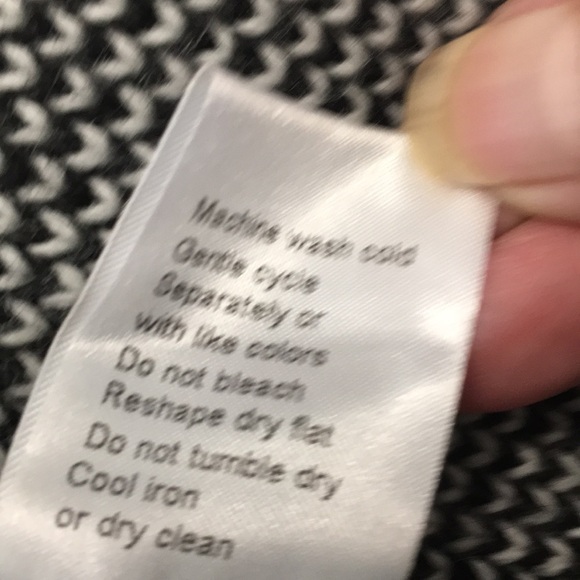 Machine wash cold
Gentle cycle
Separately or
with like colors
Do not bleach
Reshape dry flat
Do not tumble dry
Cool iron
or dry clean